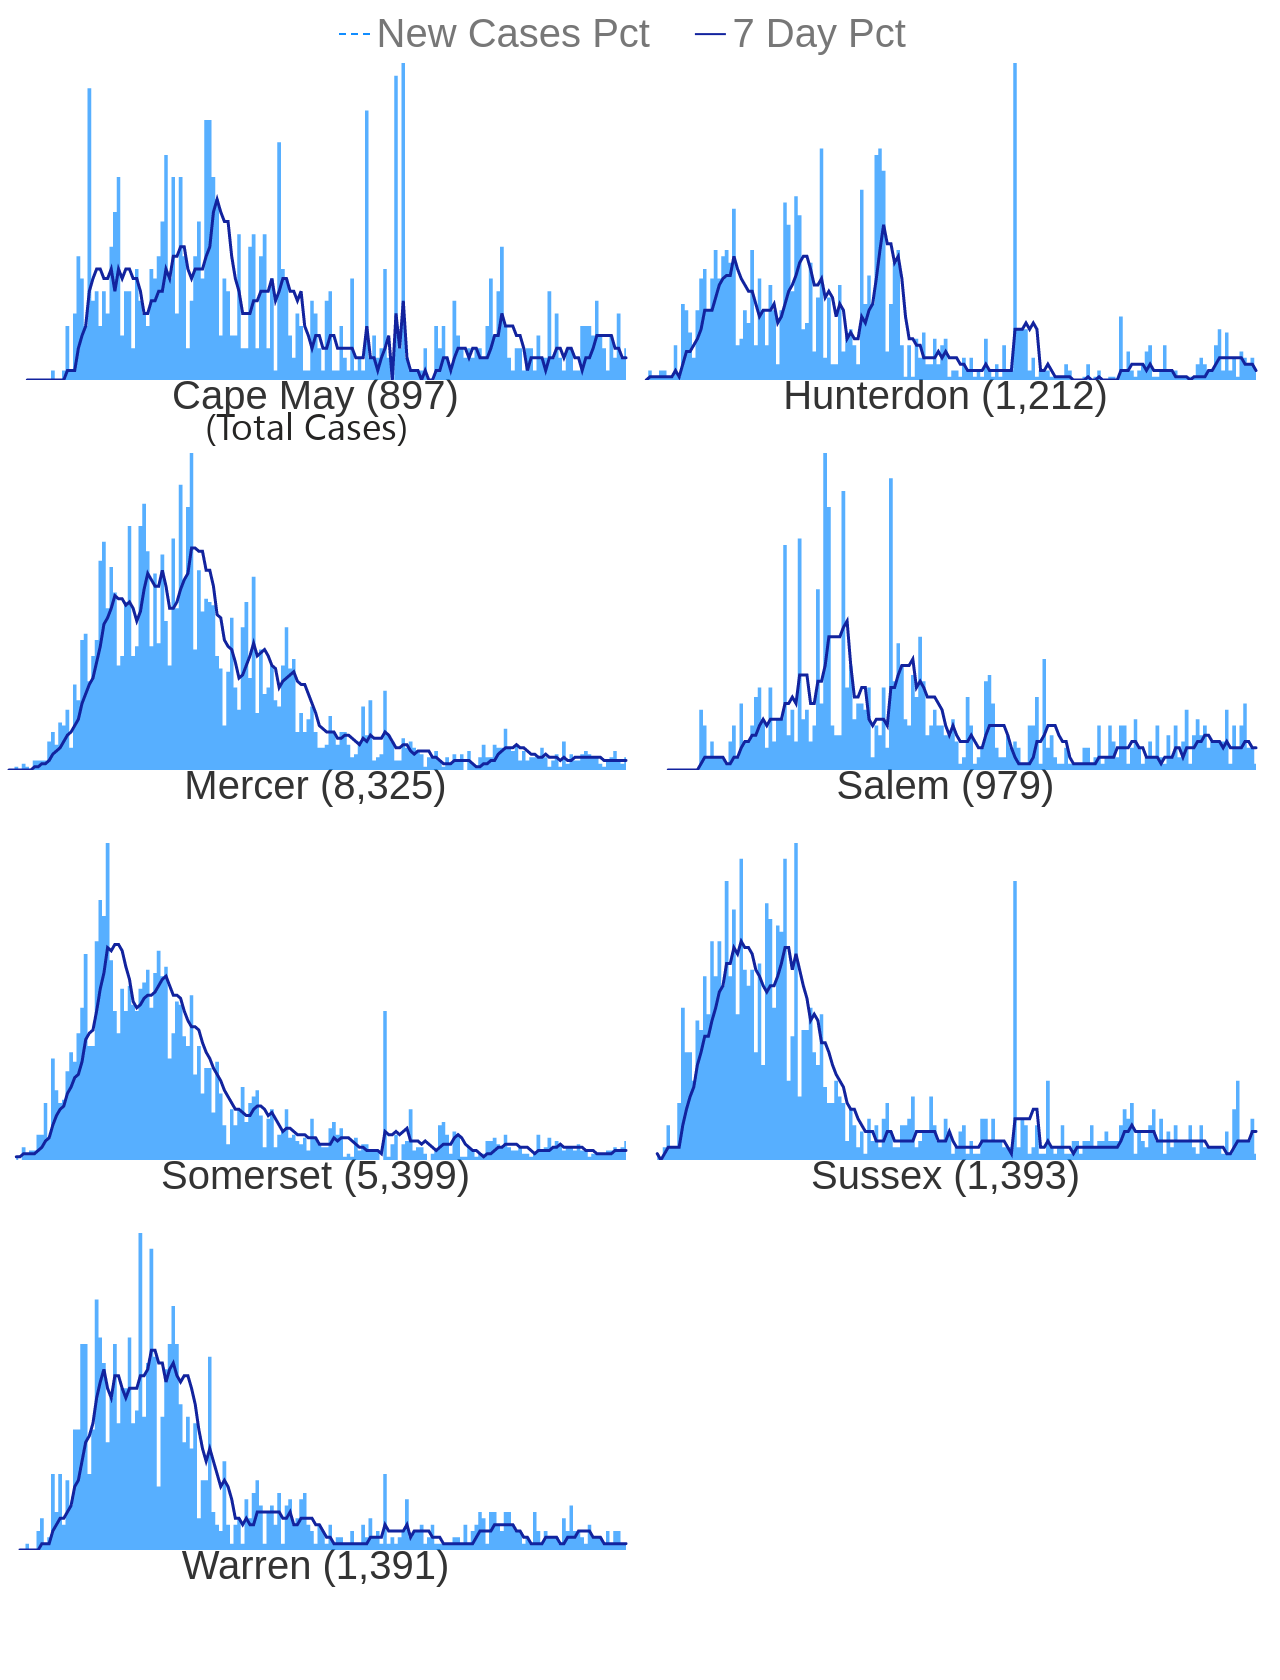 New Cases Pct 7 Day Pct
Cape May (897) Hunterdon (1,212)
(Total Cases)
Mercer (8,325) Salem (979)
Somerset (5,399) Sussex (1,393)
Warren (1,391)